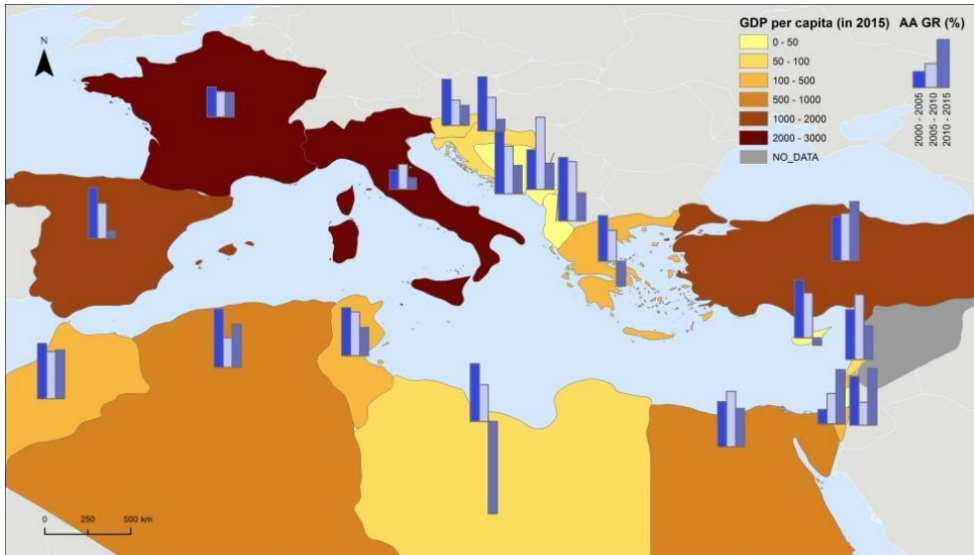 N
GDP per capita (in 2015)
AA GR (%)
0 - 50
50 - 100
100 - 500
500 - 1000
1000 - 2000
2000 - 3000
NO_DATA
2000 - 2005
2005 - 2010
2010 - 2015
0 250 500 km